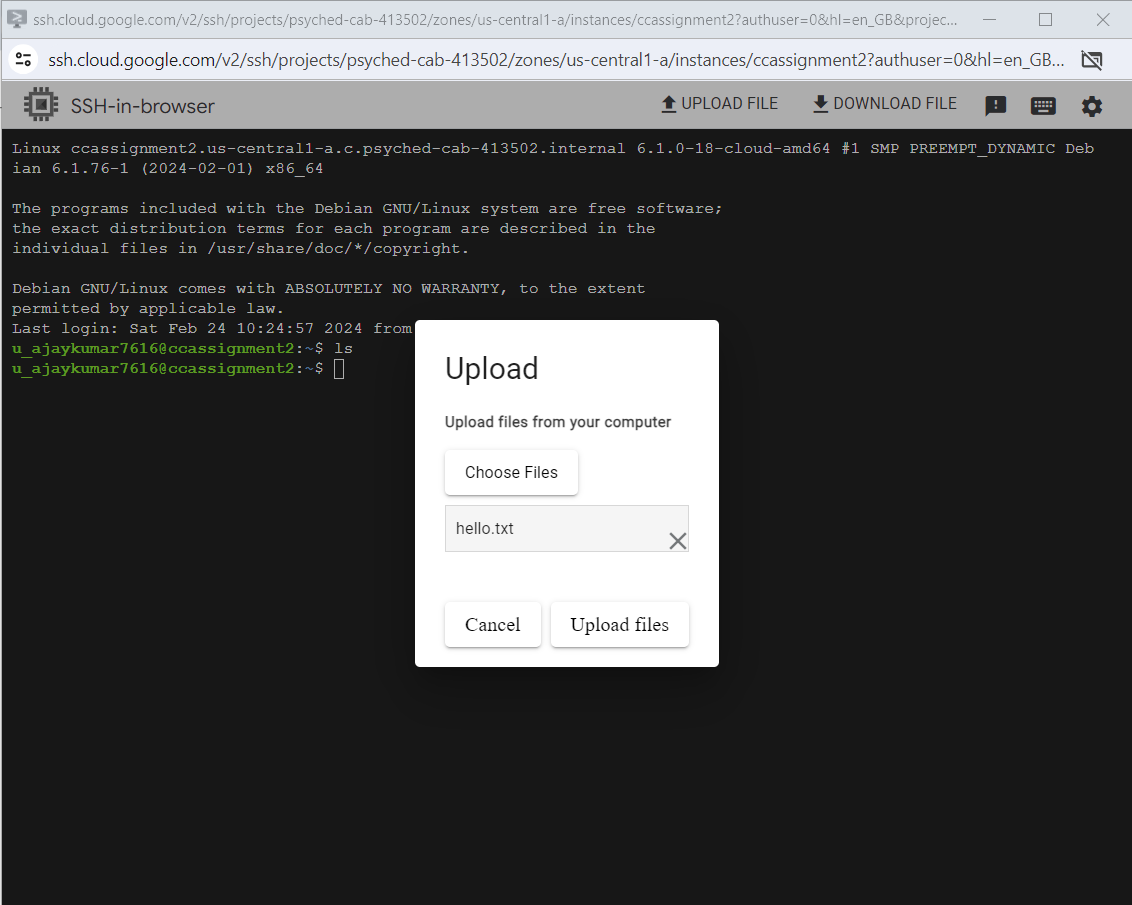 ssh.cloud.google.com/v2/ssh/projects/psyched-cab-413502/zones/us-central1-a/instances/ccassignment2?authuser=0&hl=en_GB&projec...
ssh.cloud.google.com/v2/ssh/projects/psyched-cab-413502/zones/us-central1-a/instances/ccassignment2?authuser=0&hl=en_GB...
SSH-in-browser UPLOAD FILE DOWNLOAD FILE
Linux ccassignment2.us-central1-a.c.psyched-cab-413502.internal 6.1.0-18-cloud-amd64 #1 SMP PREEMPT_DYNAMIC Deb
ian 6.1.76-1 (2024-02-01) x86_64
The programs included with the Debian GNU/Linux system are free software;
the exact distribution terms for each program are described in the
individual files in /usr/share/doc/*/copyright.
Debian GNU/Linux comes with ABSOLUTELY NO WARRANTY, to the extent
permitted by applicable law.
Last login: Sat Feb 24 10:24:57 2024 from
u_ajaykumar7616@ccassignment2:~$ ls
u_ajaykumar7616@ccassignment2:~$
Upload
Upload files from your computer
Choose Files
hello.txt
Cancel Upload files